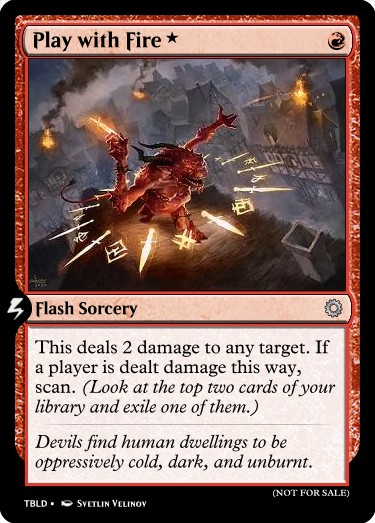 Play with Fire★
Flash Sorcery
This deals 2 damage to any target. If
a player is dealt damage this way,
scan. (Look at the top two cards of your
library and exile one of them.)
Devils find human dwellings to be
oppressively cold, dark, and unburnt.
(NOT FOR SALE)
TBLD • Svetlin Velinov